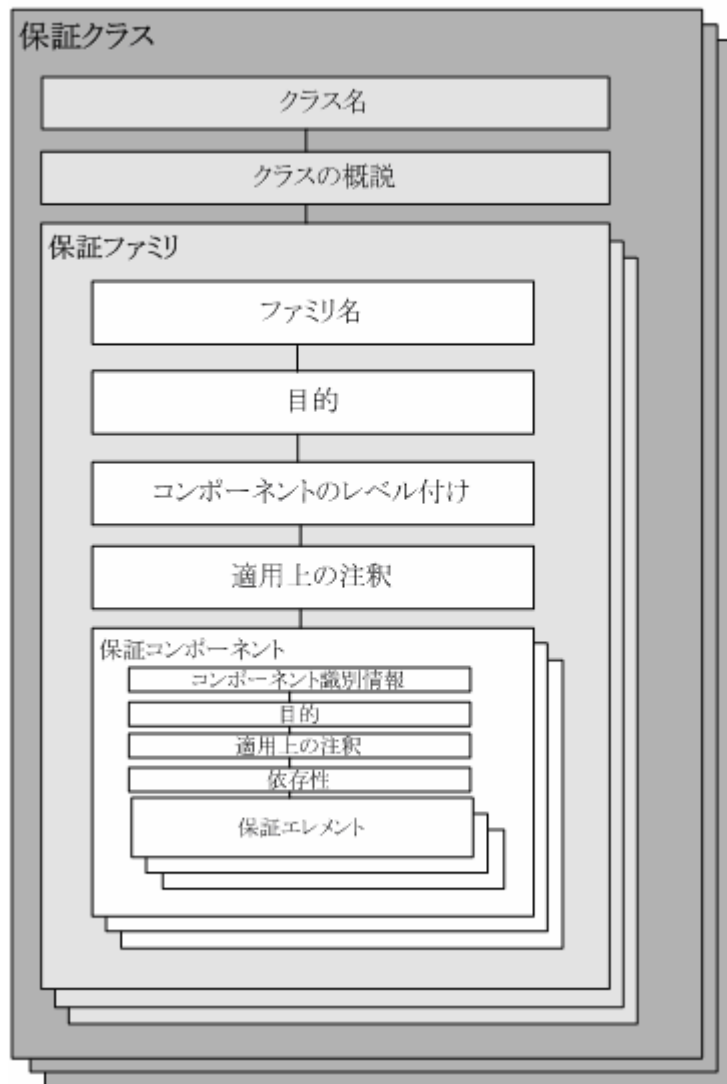 保証クラス
クラス名
クラスの概説
保証ファミリ
ファミリ名
目的
コンポーネントのレベル付け
適用上の注釈
保証コンポーネント
コンポーネント識別情報
目的
適用上の注釈
依存性
保証エレメント